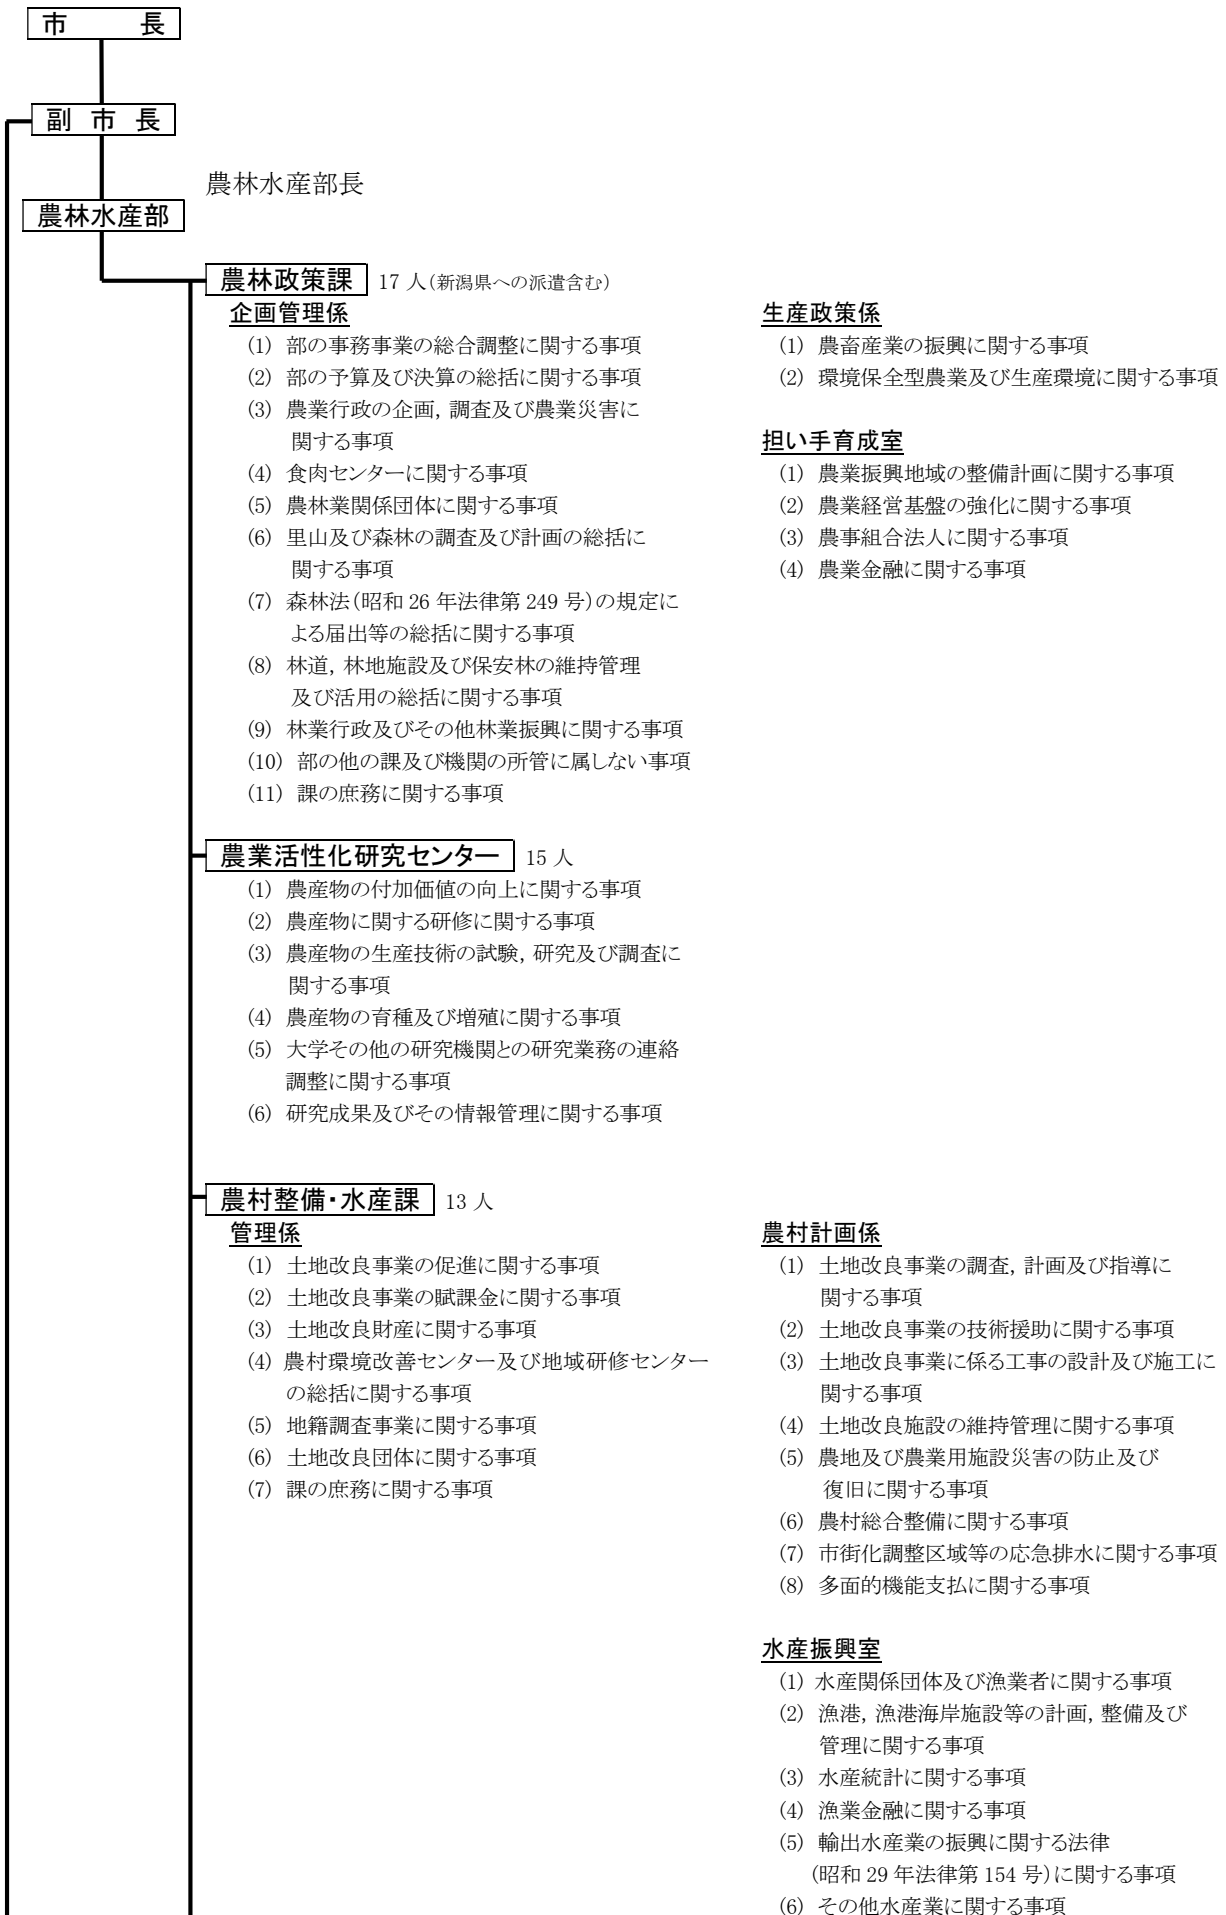 市　　長
副 市 長
農林水産部長
農林水産部
農林政策課 17 人(新潟県への派遣含む)
企画管理係
(1) 部の事務事業の総合調整に関する事項
(2) 部の予算及び決算の総括に関する事項
(3) 農業行政の企画, 調査及び農業災害に
関する事項
(4) 食肉センターに関する事項
(5) 農林業関係団体に関する事項
(6) 里山及び森林の調査及び計画の総括に
関する事項
(7) 森林法(昭和 26 年法律第 249 号)の規定に
よる届出等の総括に関する事項
(8) 林道, 林地施設及び保安林の維持管理
及び活用の総括に関する事項
(9) 林業行政及びその他林業振興に関する事項
(10) 部の他の課及び機関の所管に属しない事項
(11) 課の庶務に関する事項
生産政策係
(1) 農畜産業の振興に関する事項
(2) 環境保全型農業及び生産環境に関する事項
担い手育成室
(1) 農業振興地域の整備計画に関する事項
(2) 農業経営基盤の強化に関する事項
(3) 農事組合法人に関する事項
(4) 農業金融に関する事項
農業活性化研究センター 15 人
(1) 農産物の付加価値の向上に関する事項
(2) 農産物に関する研修に関する事項
(3) 農産物の生産技術の試験, 研究及び調査に
関する事項
(4) 農産物の育種及び増殖に関する事項
(5) 大学その他の研究機関との研究業務の連絡
調整に関する事項
(6) 研究成果及びその情報管理に関する事項
農村整備・水産課 13 人
管理係
(1) 土地改良事業の促進に関する事項
(2) 土地改良事業の賦課金に関する事項
(3) 土地改良財産に関する事項
(4) 農村環境改善センター及び地域研修センター
の総括に関する事項
(5) 地籍調査事業に関する事項
(6) 土地改良団体に関する事項
(7) 課の庶務に関する事項
農村計画係
(1) 土地改良事業の調査, 計画及び指導に
関する事項
(2) 土地改良事業の技術援助に関する事項
(3) 土地改良事業に係る工事の設計及び施工に
関する事項
(4) 土地改良施設の維持管理に関する事項
(5) 農地及び農業用施設災害の防止及び
復旧に関する事項
(6) 農村総合整備に関する事項
(7) 市街化調整区域等の応急排水に関する事項
(8) 多面的機能支払に関する事項
水産振興室
(1) 水産関係団体及び漁業者に関する事項
(2) 漁港, 漁港海岸施設等の計画, 整備及び
管理に関する事項
(3) 水産統計に関する事項
(4) 漁業金融に関する事項
(5) 輸出水産業の振興に関する法律
(昭和 29 年法律第 154 号)に関する事項
(6) その他水産業に関する事項